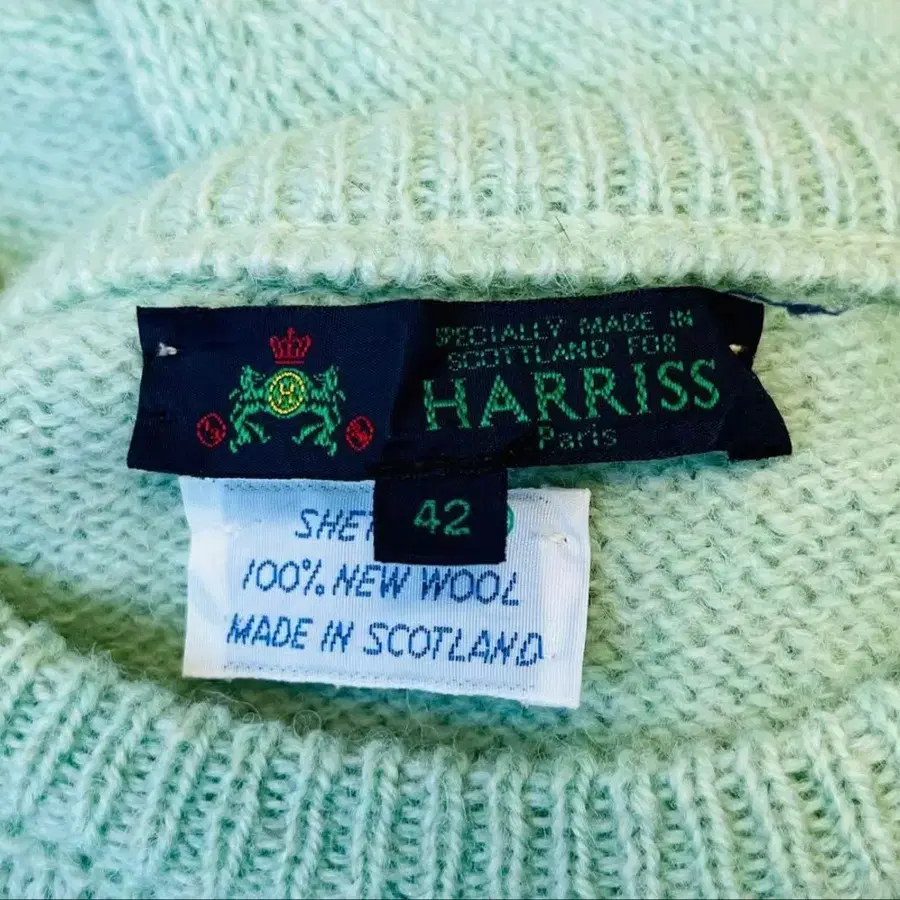 SPECIALLY MADE IN
SCOTTLAND FOR
HARRISS
Paris
42
100% NEW WOOL
MADE IN SCOTLAND